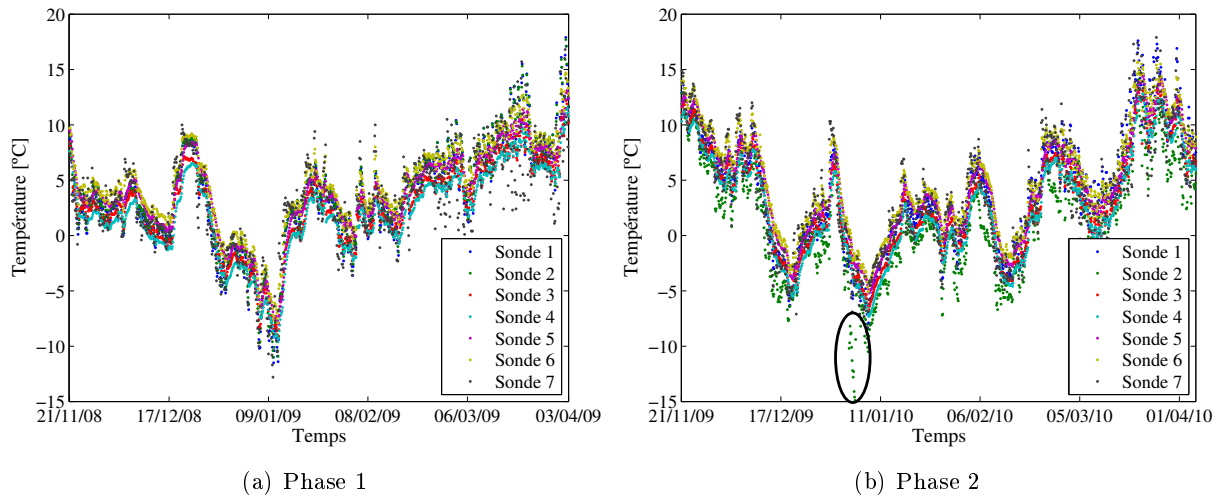 20
15
10
5
0
−5
−10
−15
Température [ºC]
21/11/08 17/12/08 09/01/09 08/02/09 06/03/09 03/04/09
Temps
Sonde 1
Sonde 2
Sonde 3
Sonde 4
Sonde 5
Sonde 6
Sonde 7
(a) Phase 1
20
15
10
5
0
−5
−10
−15
Température [ºC]
21/11/09 17/12/09 11/01/10 06/02/10 05/03/10 01/04/10
Temps
Sonde 1
Sonde 2
Sonde 3
Sonde 4
Sonde 5
Sonde 6
Sonde 7
(b) Phase 2